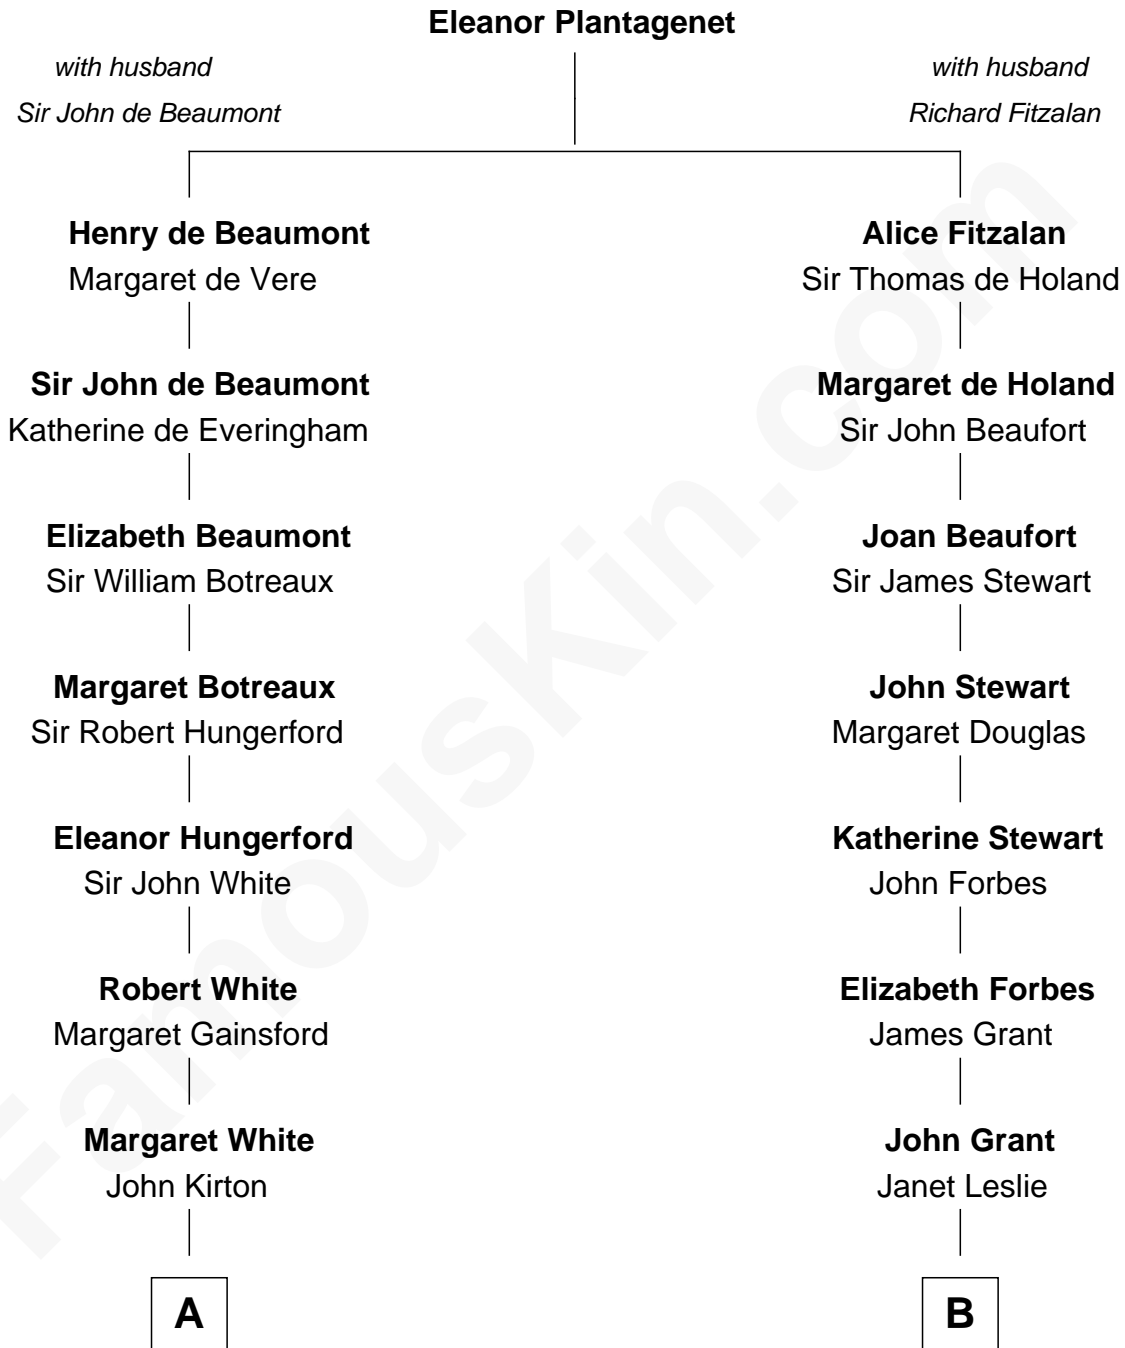 Eleanor Plantagenet
with husband
Sir John de Beaumont
with husband
Richard Fitzalan
Henry de Beaumont
Margaret de Vere
Alice Fitzalan
Sir Thomas de Holand
Sir John de Beaumont
Katherine de Everingham
Margaret de Holand
Sir John Beaufort
Elizabeth Beaumont
Sir William Botreaux
Joan Beaufort
Sir James Stewart
Margaret Botreaux
Sir Robert Hungerford
John Stewart
Margaret Douglas
Eleanor Hungerford
Sir John White
Katherine Stewart
John Forbes
Robert White
Margaret Gainsford
Elizabeth Forbes
James Grant
Margaret White
John Kirton
John Grant
Janet Leslie
A
B
FamousKin.com